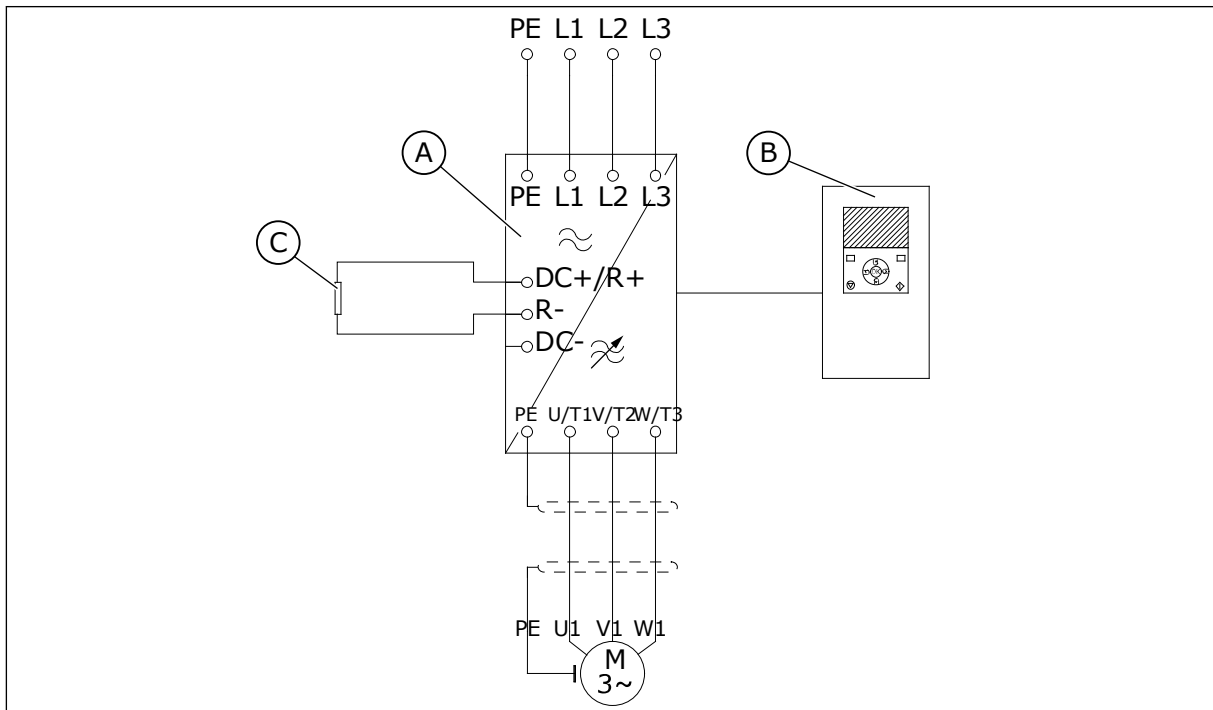 PE L1 L2 L3
A
B
PE L1 L2 L3
C
DC+/R+
R-
DC-
PE U/T1 V/T2 W/T3
PE U1 V1 W1
M
3~